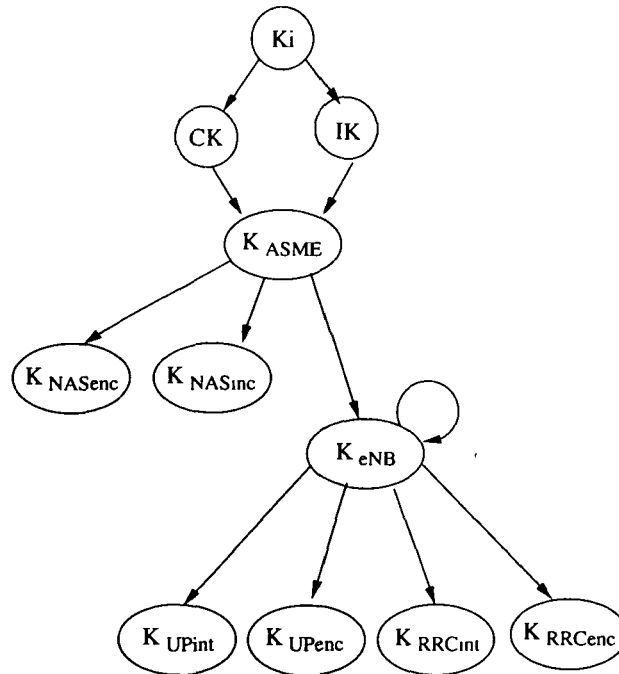 Ki
CK
IK
K ASME
K NASenc
K NASinc
K eNB
K UPint
K UPenc
K RRCint
K RRCenc